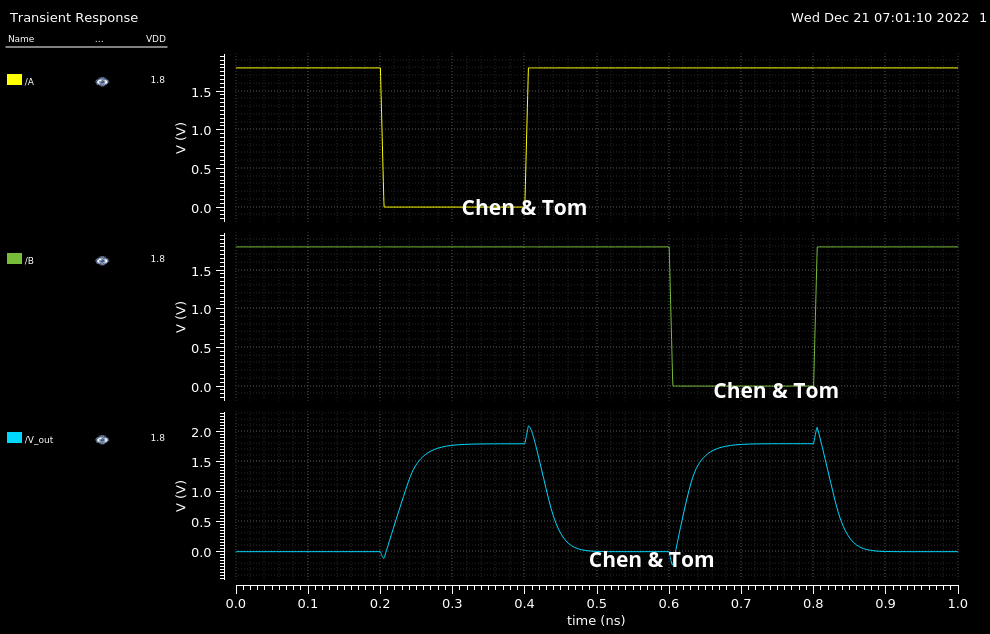 Transient Response
Wed Dec 21 07:01:10 2022 1
Name ... VDD
/A 1.8
1.5
1.0
0.5
0.0
V (V)
Chen & Tom
/B 1.8
1.5
1.0
0.5
0.0
V (V)
Chen & Tom
/V_out 1.8
2.0
1.5
1.0
0.5
0.0
V (V)
Chen & Tom
0.0 0.1 0.2 0.3 0.4 0.5 0.6 0.7 0.8 0.9 1.0
time (ns)